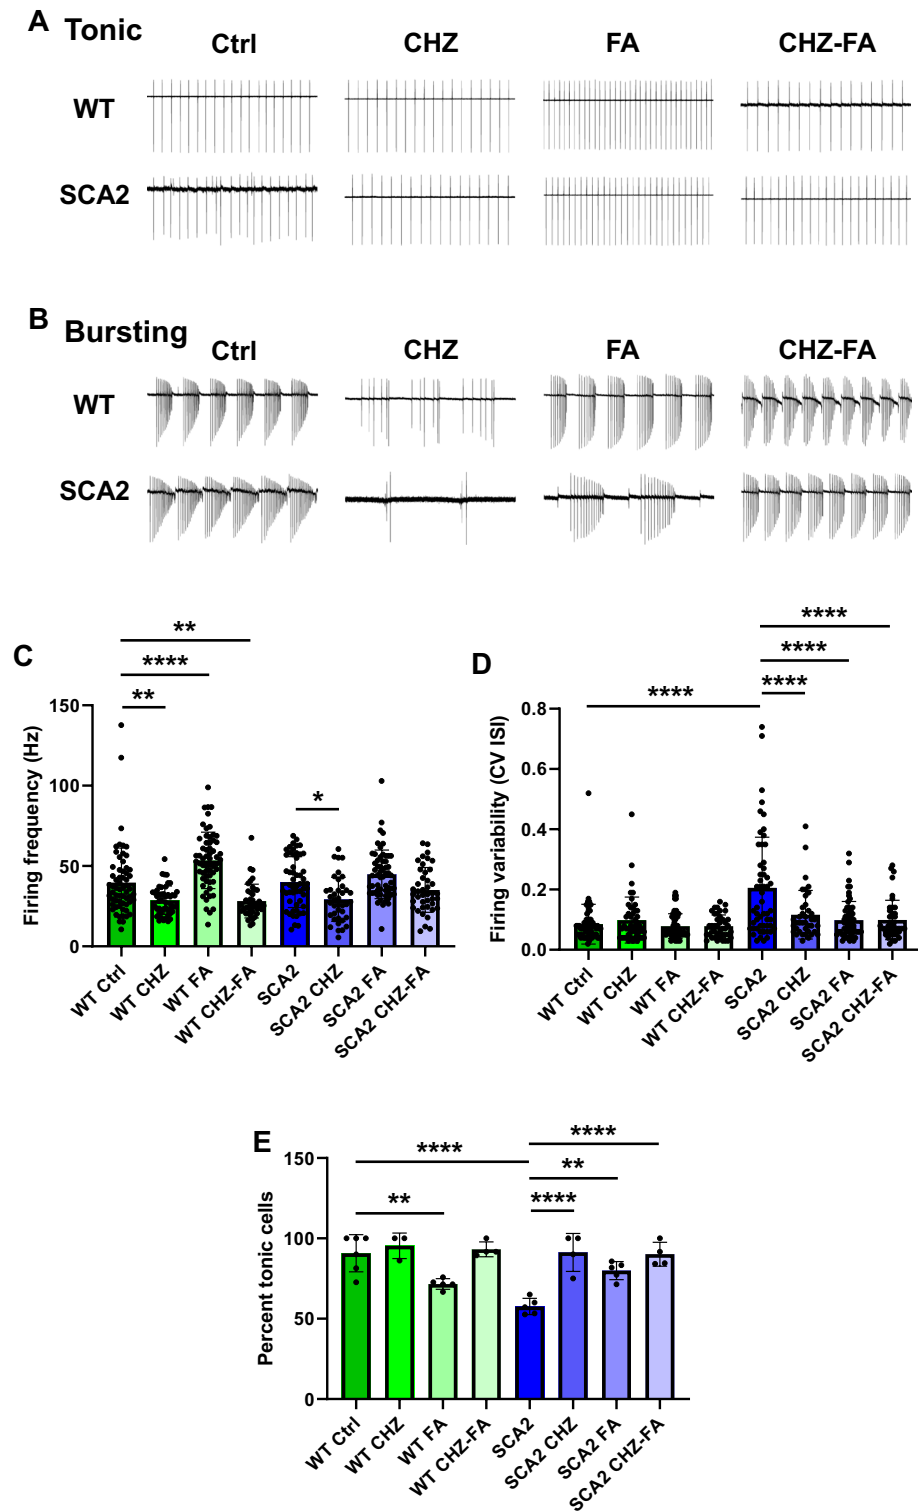 A Tonic
Ctrl CHZ FA CHZ-FA
WT
SCA2
B Bursting
Ctrl CHZ FA CHZ-FA
WT
SCA2
C
**
****
**
*
Firing frequency (Hz)
150
100
50
0
WT Ctrl
WT CHZ
WT FA
WT CHZ-FA
SCA2
SCA2 CHZ
SCA2 FA
SCA2 CHZ-FA
D
****
****
****
****
Firing variability (CV ISI)
0.8
0.6
0.4
0.2
0.0
WT Ctrl
WT CHZ
WT FA
WT CHZ-FA
SCA2
SCA2 CHZ
SCA2 FA
SCA2 CHZ-FA
E
****
****
**
**
****
Percent tonic cells
150
100
50
0
WT Ctrl
WT CHZ
WT FA
WT CHZ-FA
SCA2
SCA2 CHZ
SCA2 FA
SCA2 CHZ-FA